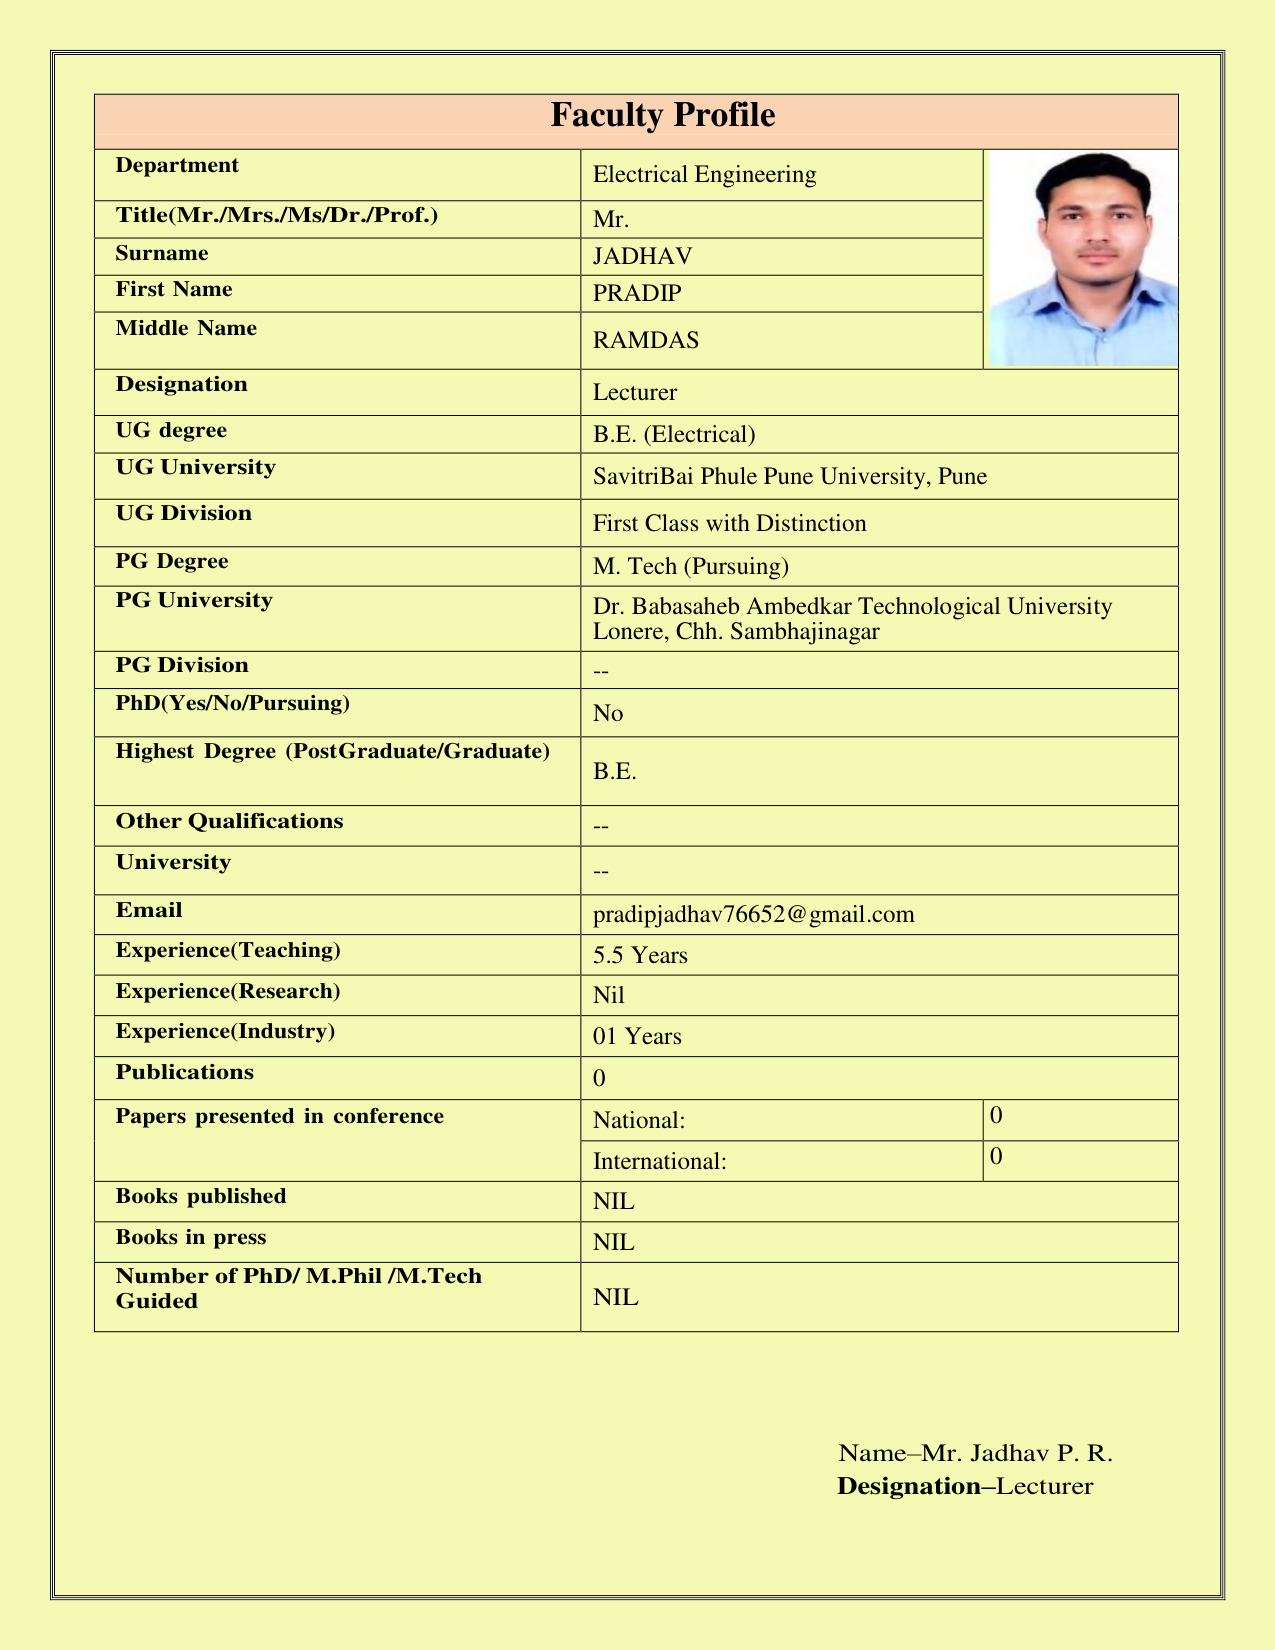 Faculty Profile
Department
Electrical Engineering
Title(Mr./Mrs./Ms/Dr./Prof.)
Mr.
Surname
JADHAV
First Name
PRADIP
Middle Name
RAMDAS
Designation
Lecturer
UG degree
B.E. (Electrical)
UG University
SavitriBai Phule Pune University, Pune
UG Division
First Class with Distinction
PG Degree
M. Tech (Pursuing)
PG University
Dr. Babasaheb Ambedkar Technological University
Lonere, Chh. Sambhajinagar
PG Division
--
PhD(Yes/No/Pursuing)
No
Highest Degree (PostGraduate/Graduate)
B.E.
Other Qualifications
--
University
--
Email
pradipjadhav76652@gmail.com
Experience(Teaching)
5.5 Years
Experience(Research)
Nil
Experience(Industry)
01 Years
Publications
0
Papers presented in conference
National:
0
International:
0
Books published
NIL
Books in press
NIL
Number of PhD/ M.Phil /M.Tech
Guided
NIL
Name–Mr. Jadhav P. R.
Designation–Lecturer